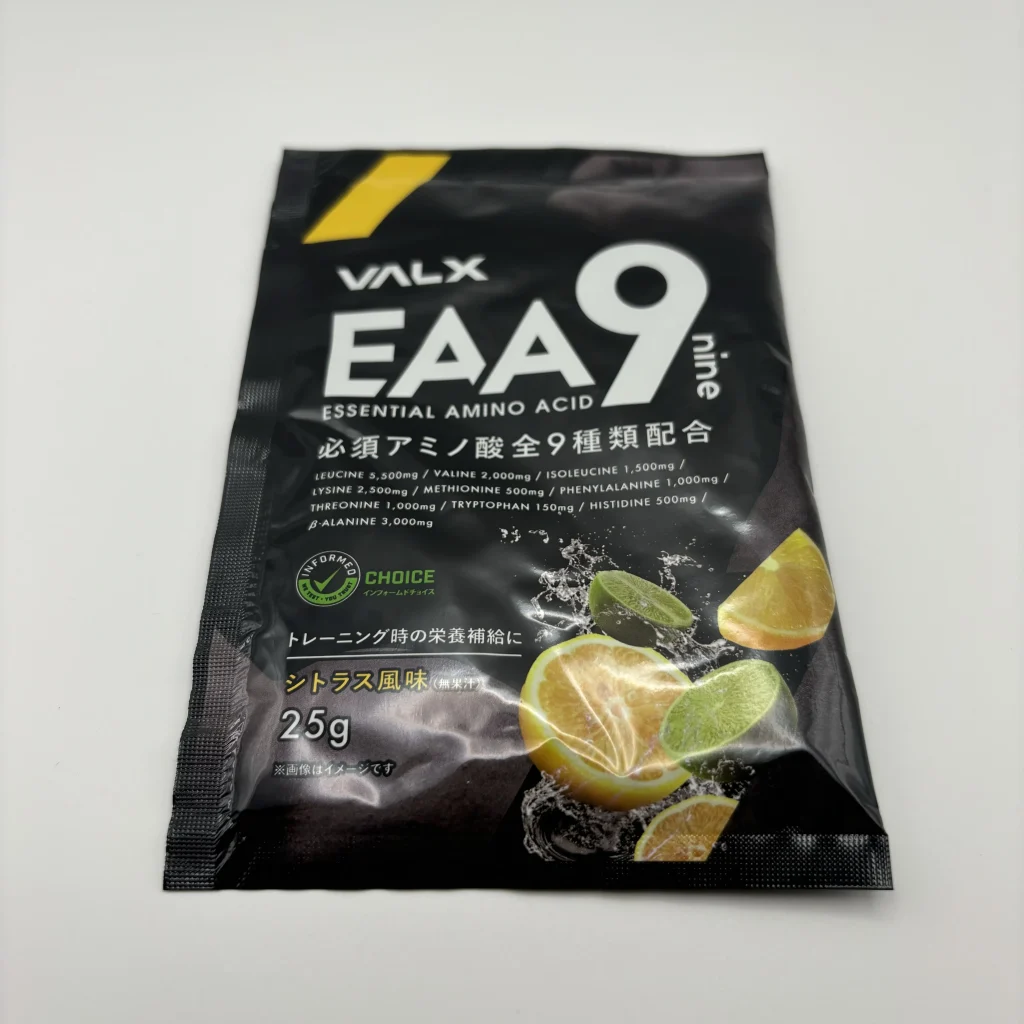 VALX
EAA9
nine
ESSENTIAL AMINO ACID
必須アミノ酸全9種類配合
LEUCINE 5,500mg / VALINE 2,000mg / ISOLEUCINE 1,500mg /
LYSINE 2,500mg / METHIONINE 500mg / PHENYLALANINE 1,000mg /
THREONINE 1,000mg / TRYPTOPHAN 150mg / HISTIDINE 500mg /
β-ALANINE 3,000mg
INFORMED
WE TEST • YOU TRUST
CHOICE
インフォームドチョイス
トレーニング時の栄養補給に
シトラス風味(無果汁)
25g
※画像はイメージです